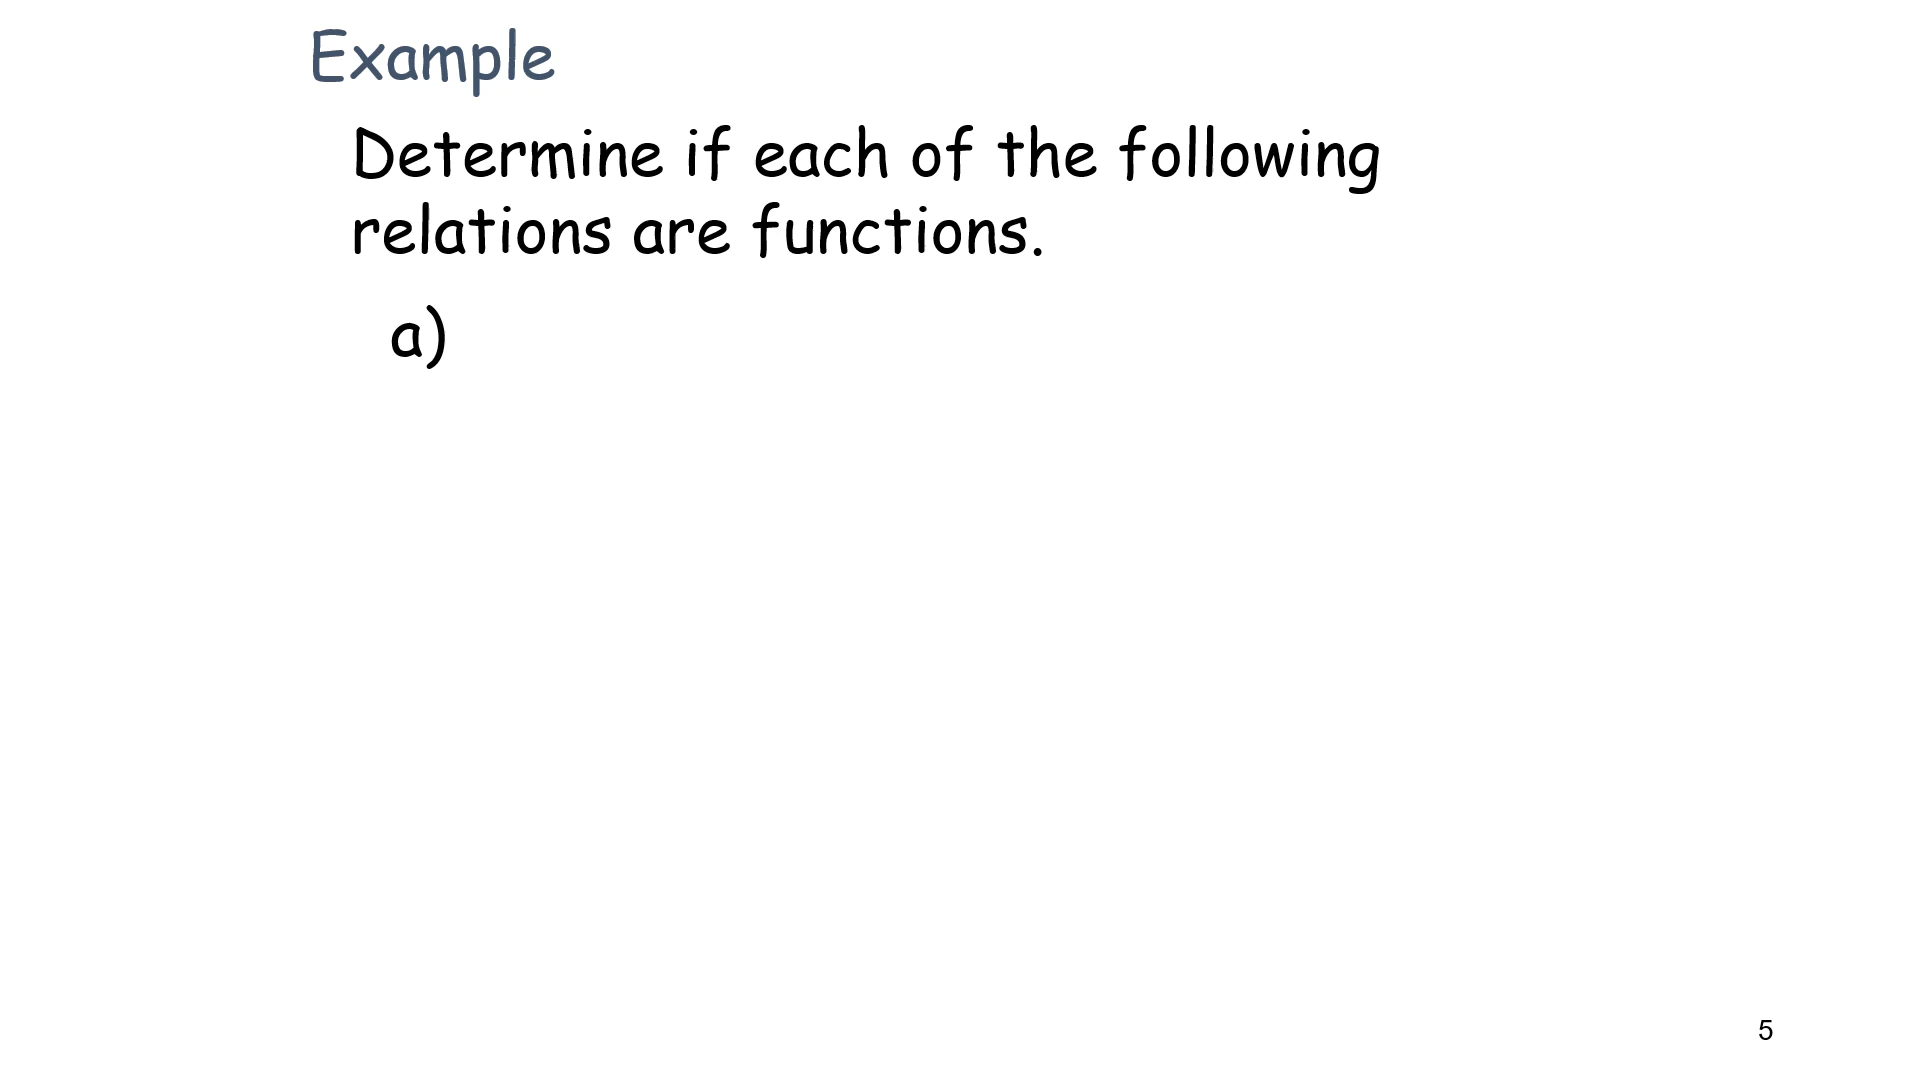 Example
Determine if each of the following
relations are functions.
a)
5